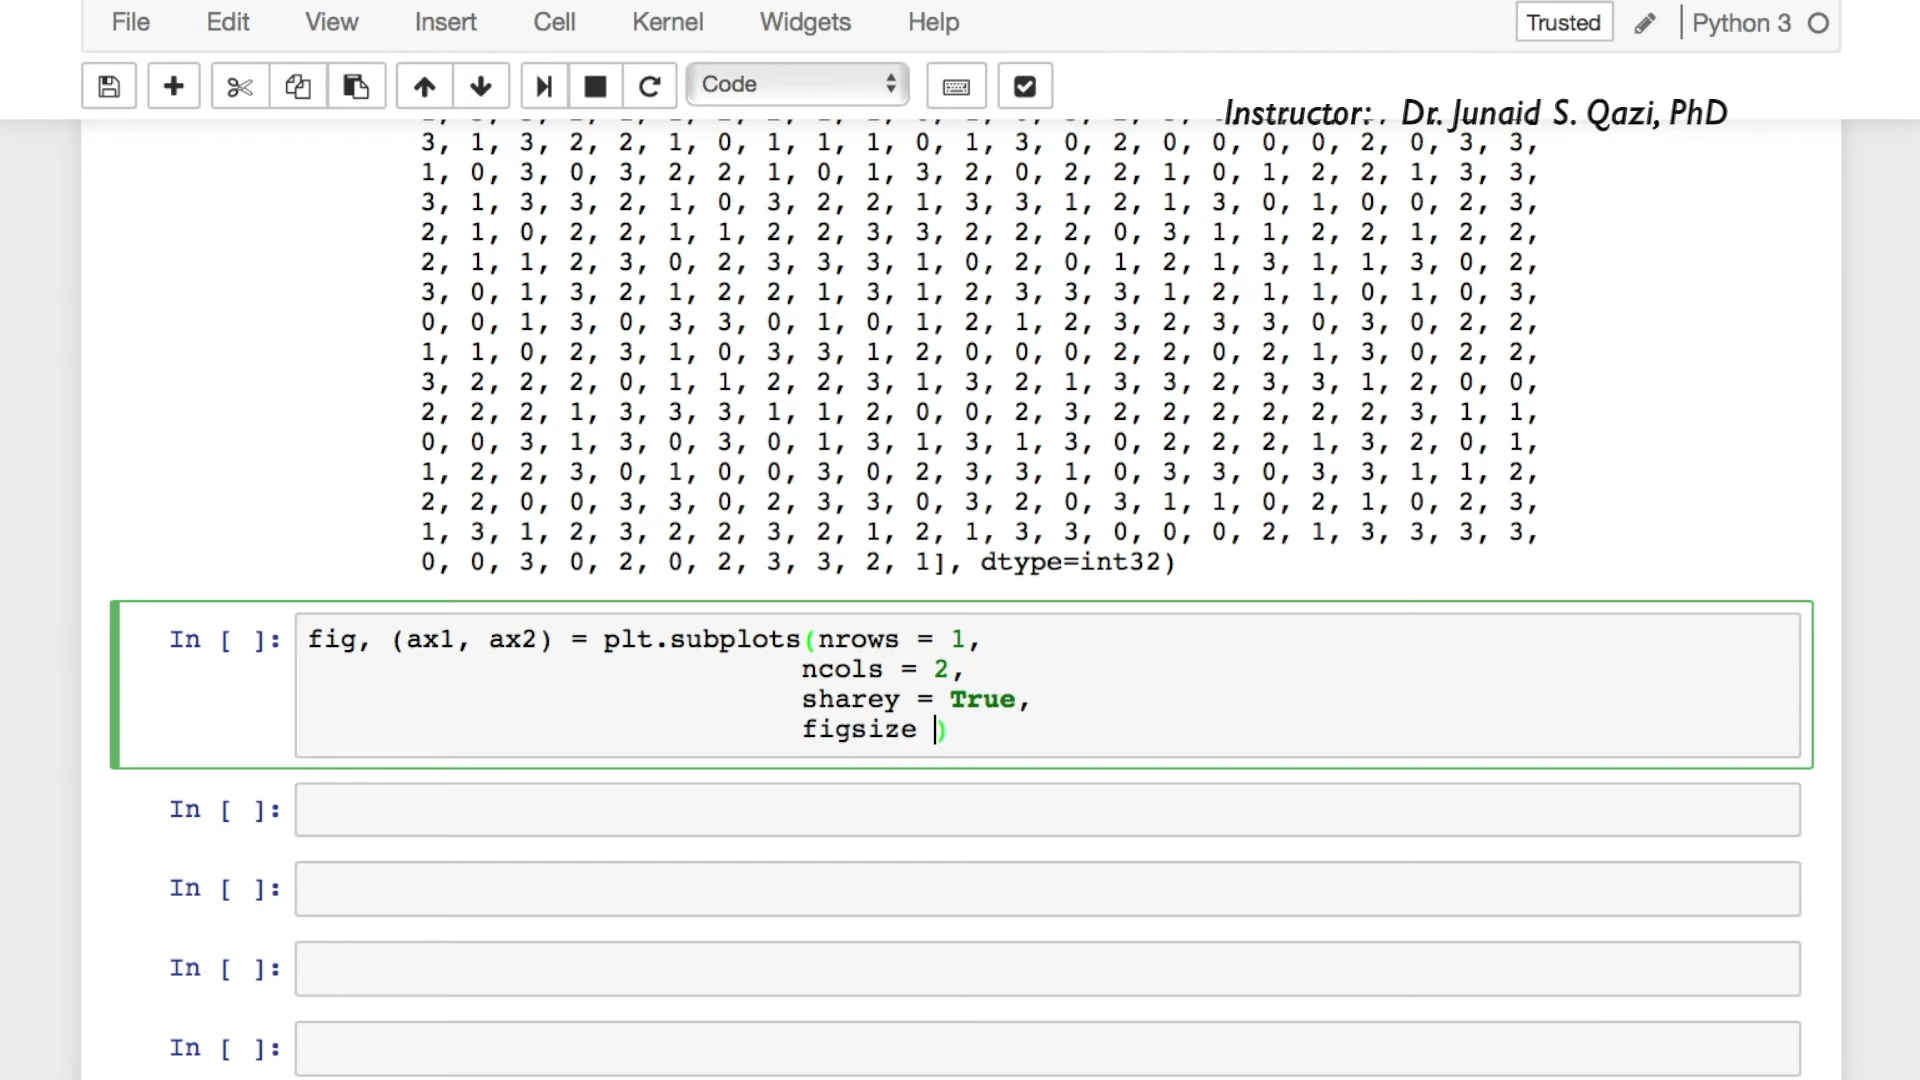 File Edit View Insert Cell Kernel Widgets Help Trusted Python 3
Code
Instructor: Dr. Junaid S. Qazi, PhD
3, 1, 3, 2, 2, 1, 0, 1, 1, 1, 0, 1, 3, 0, 2, 0, 0, 0, 0, 2, 0, 3, 3,
1, 0, 3, 0, 3, 2, 2, 1, 0, 1, 3, 2, 0, 2, 2, 1, 0, 1, 2, 2, 1, 3, 3,
3, 1, 3, 3, 2, 1, 0, 3, 2, 2, 1, 3, 3, 1, 2, 1, 3, 0, 1, 0, 0, 2, 3,
2, 1, 0, 2, 2, 1, 1, 2, 2, 3, 3, 2, 2, 2, 0, 3, 1, 1, 2, 2, 1, 2, 2,
2, 1, 1, 2, 3, 0, 2, 3, 3, 3, 1, 0, 2, 0, 1, 2, 1, 3, 1, 1, 3, 0, 2,
3, 0, 1, 3, 2, 1, 2, 2, 1, 3, 1, 2, 3, 3, 3, 1, 2, 1, 1, 0, 1, 0, 3,
0, 0, 1, 3, 0, 3, 3, 0, 1, 0, 1, 2, 1, 2, 3, 2, 3, 3, 0, 3, 0, 2, 2,
1, 1, 0, 2, 3, 1, 0, 3, 3, 1, 2, 0, 0, 0, 2, 2, 0, 2, 1, 3, 0, 2, 2,
3, 2, 2, 2, 0, 1, 1, 2, 2, 3, 1, 3, 2, 1, 3, 3, 2, 3, 3, 1, 2, 0, 0,
2, 2, 2, 1, 3, 3, 3, 1, 1, 2, 0, 0, 2, 3, 2, 2, 2, 2, 2, 2, 3, 1, 1,
0, 0, 3, 1, 3, 0, 3, 0, 1, 3, 1, 3, 1, 3, 0, 2, 2, 2, 1, 3, 2, 0, 1,
1, 2, 2, 3, 0, 1, 0, 0, 3, 0, 2, 3, 3, 1, 0, 3, 3, 0, 3, 3, 1, 1, 2,
2, 2, 0, 0, 3, 3, 0, 2, 3, 3, 0, 3, 2, 0, 3, 1, 1, 0, 2, 1, 0, 2, 3,
1, 3, 1, 2, 3, 2, 2, 3, 2, 1, 2, 1, 3, 3, 0, 0, 0, 2, 1, 3, 3, 3, 3,
0, 0, 3, 0, 2, 0, 2, 3, 3, 2, 1], dtype=int32)
In [ ]: fig, (ax1, ax2) = plt.subplots(nrows = 1,
ncols = 2,
sharey = True,
figsize )
In [ ]:
In [ ]:
In [ ]:
In [ ]: